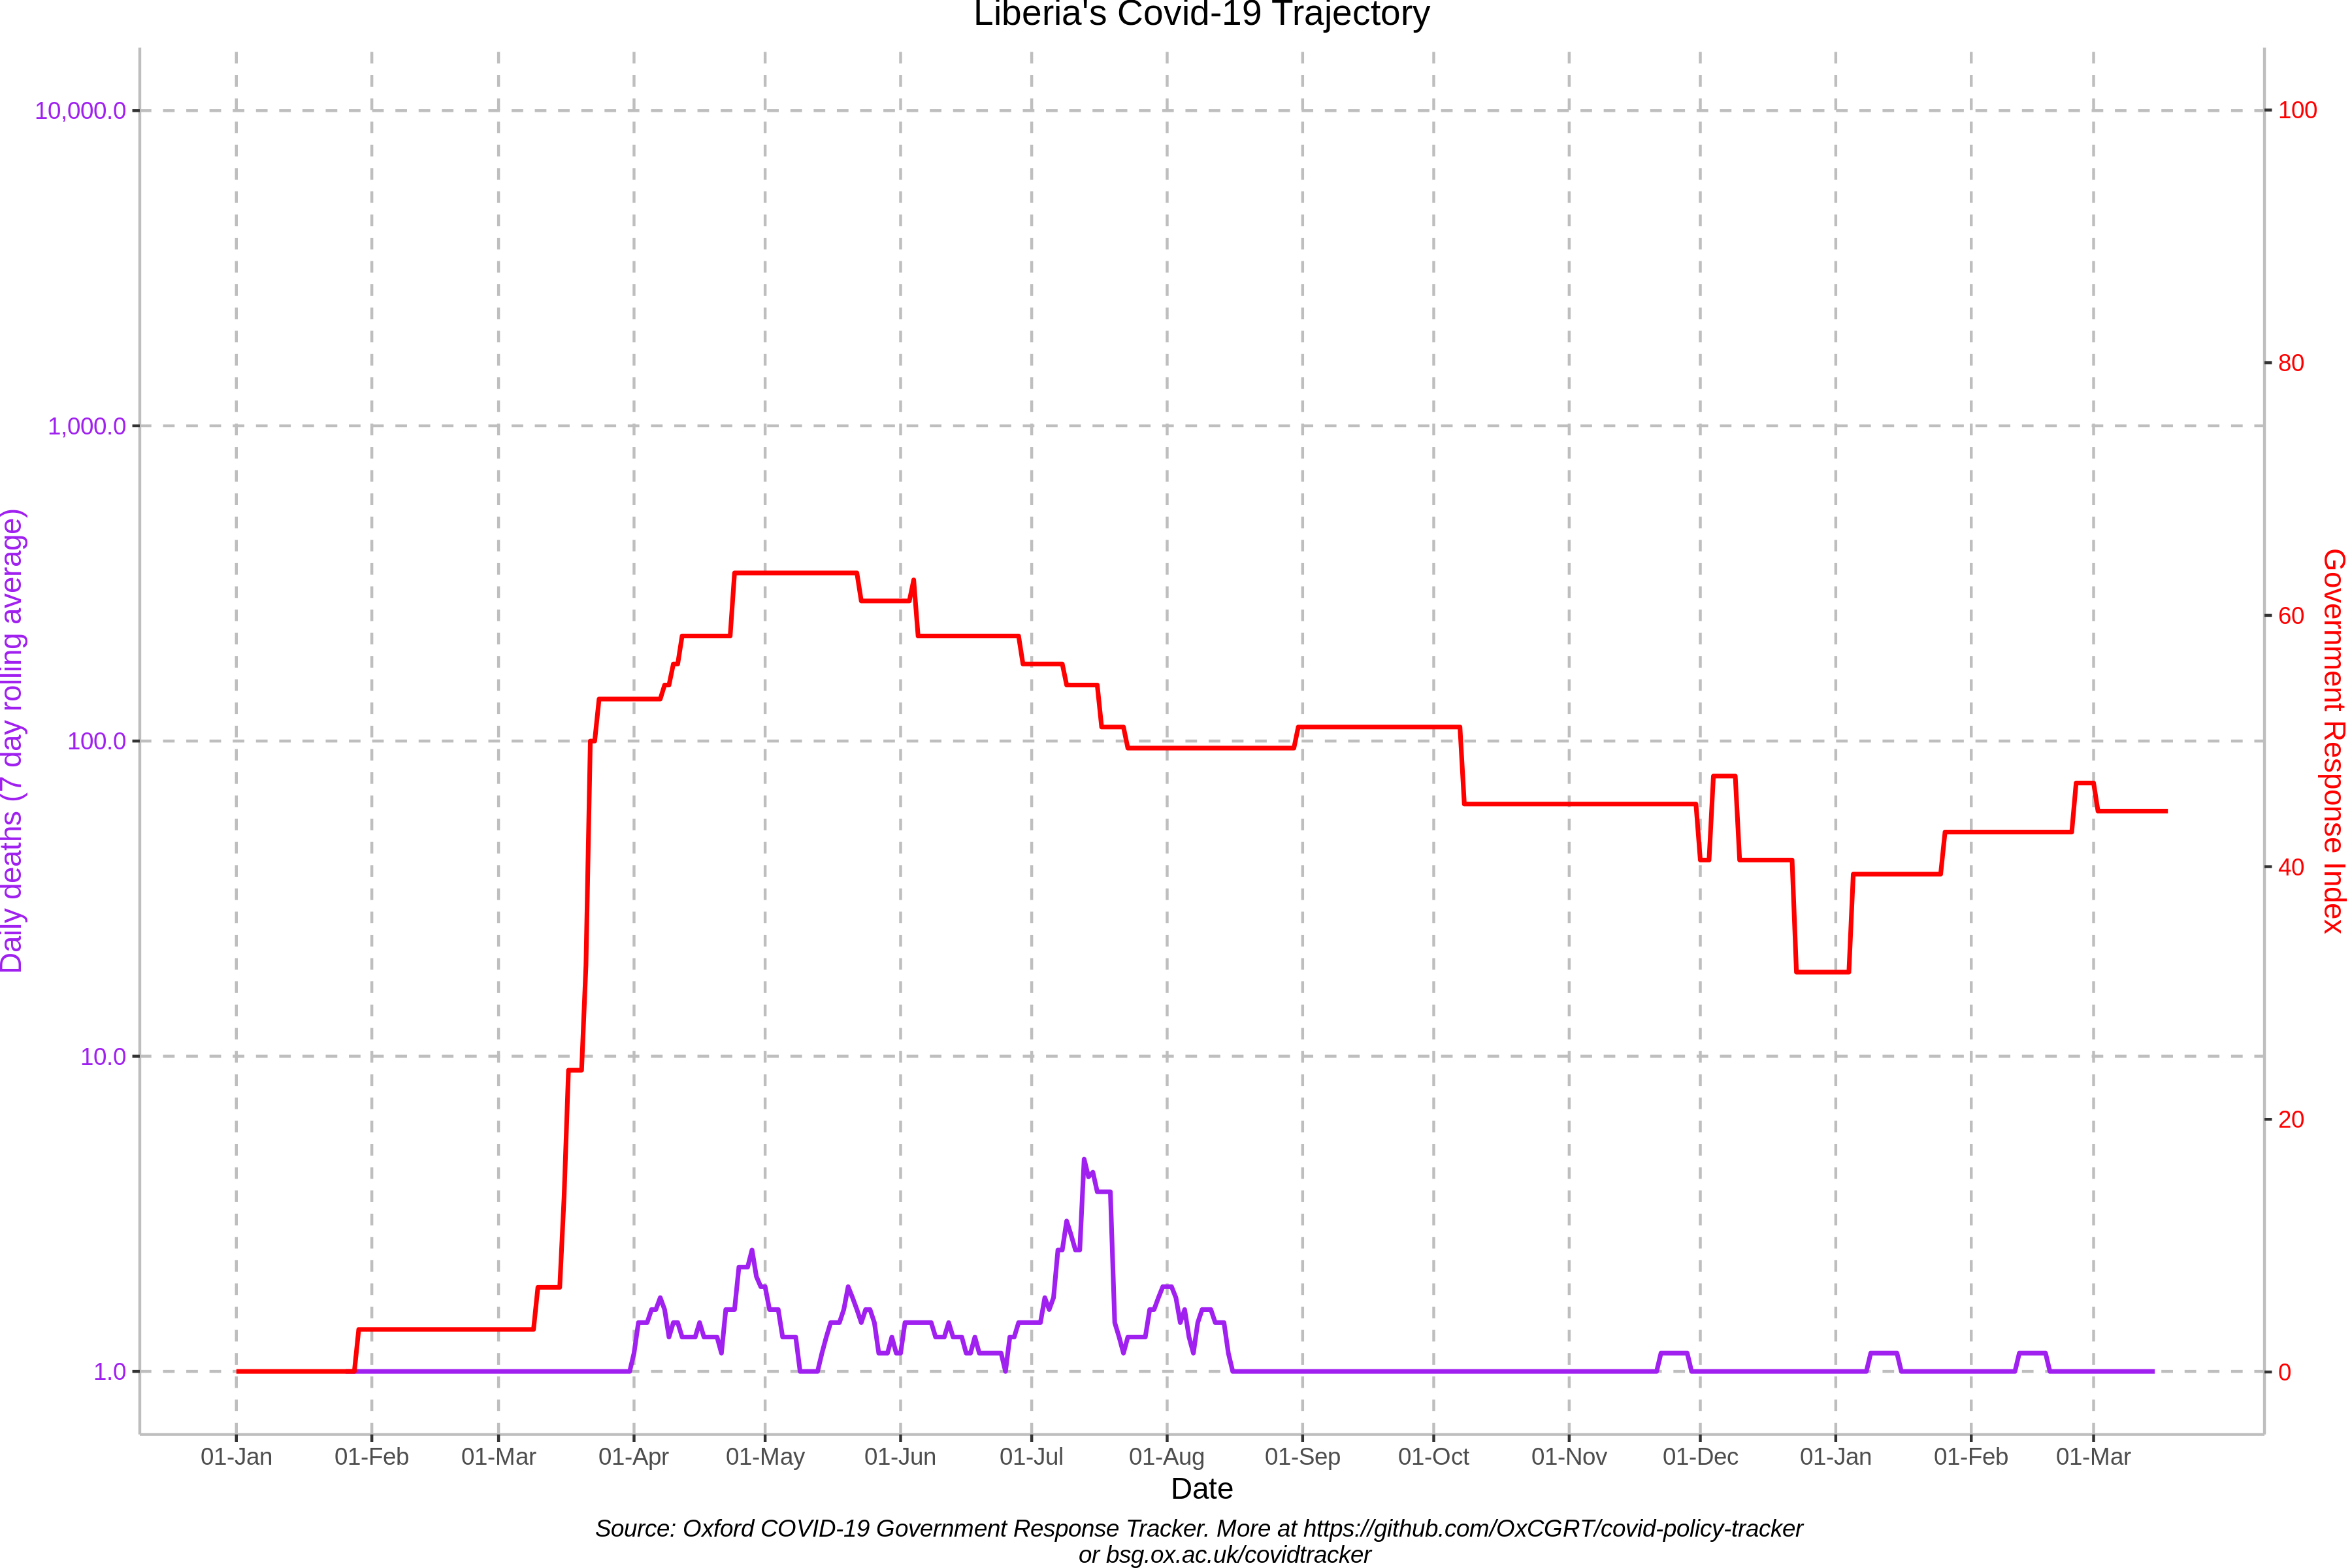 Liberia's Covid-19 Trajectory
10,000.0
1,000.0
100.0
10.0
1.0
Daily deaths (7 day rolling average)
100
80
60
40
20
0
Government Response Index
01-Jan 01-Feb 01-Mar 01-Apr 01-May 01-Jun 01-Jul 01-Aug 01-Sep 01-Oct 01-Nov 01-Dec 01-Jan 01-Feb 01-Mar
Date
Source: Oxford COVID-19 Government Response Tracker. More at https://github.com/OxCGRT/covid-policy-tracker
or bsg.ox.ac.uk/covidtracker